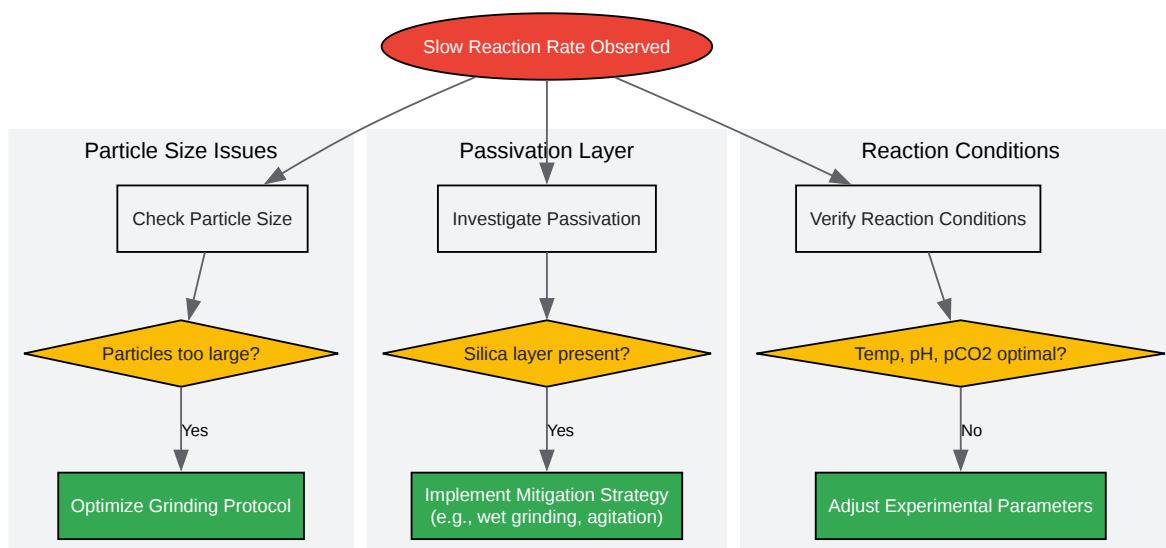 Slow Reaction Rate Observed
Particle Size Issues
Passivation Layer
Reaction Conditions
Check Particle Size
Investigate Passivation
Verify Reaction Conditions
Particles too large?
Silica layer present?
Temp, pH, pCO2 optimal?
Yes
Yes
No
Optimize Grinding Protocol
Implement Mitigation Strategy
(e.g., wet grinding, agitation)
Adjust Experimental Parameters